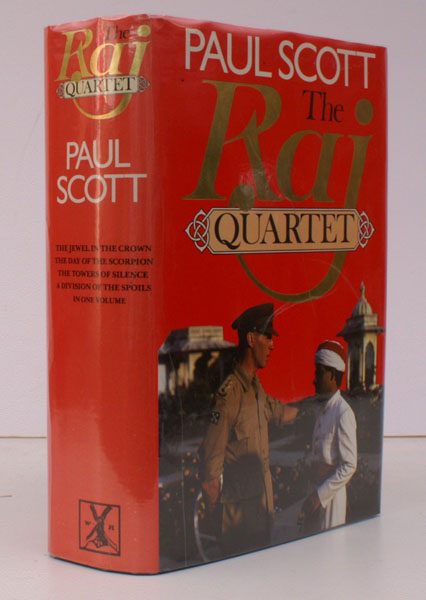 The
Raj
QUARTET
PAUL
SCOTT
THE JEWEL IN THE CROWN
THE DAY OF THE SCORPION
THE TOWERS OF SILENCE
A DIVISION OF THE SPOILS
IN ONE VOLUME
W H
PAUL SCOTT
The
Raj
QUARTET